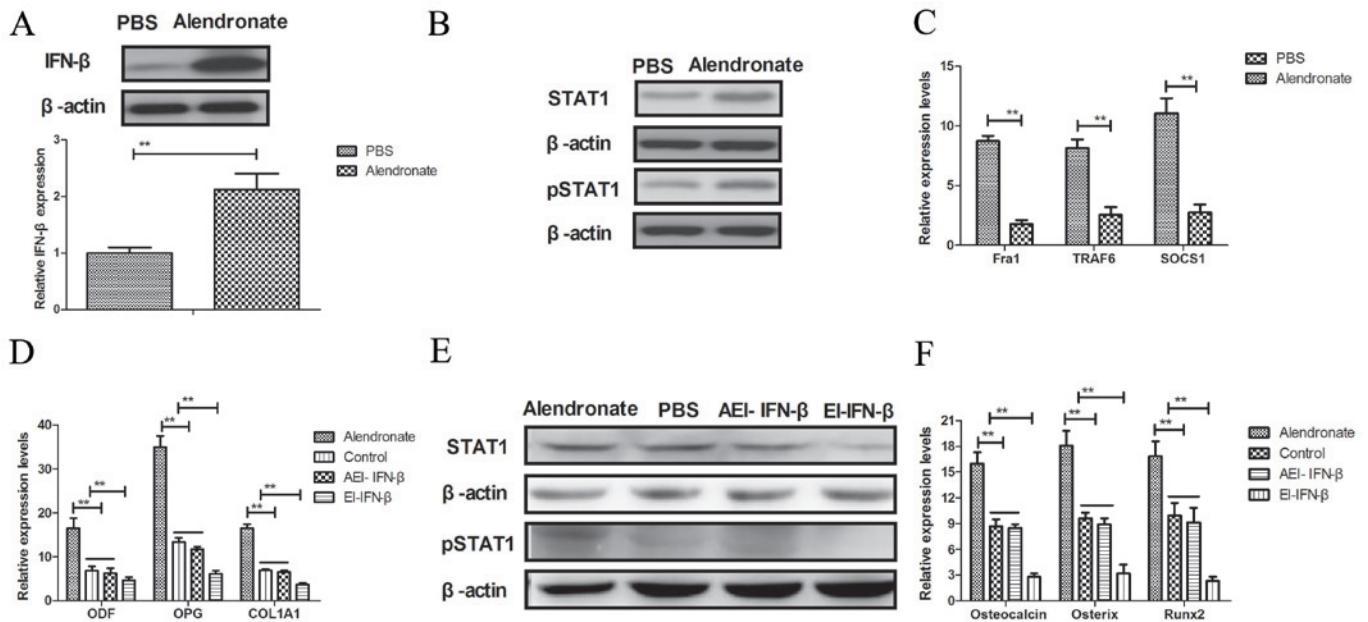 A
PBS Alendronate
IFN-β
β -actin
Relative IFN-β expression
3
2
1
0
**
PBS
Alendronate
B
PBS Alendronate
STAT1
β -actin
pSTAT1
β -actin
C
Relative expression levels
15
10
5
0
** ** **
Fra1 TRAF6 SOCS1
PBS
Alendronate
D
Relative expression levels
40
30
20
10
0
** ** ** ** ** **
ODF OPG COL1A1
Alendronate
Control
AEI- IFN-β
EI-IFN-β
E
Alendronate PBS AEI- IFN-β EI-IFN-β
STAT1
β -actin
pSTAT1
β -actin
F
Relative expression levels
21
18
15
12
9
6
3
0
** ** ** ** ** **
Osteocalcin Osterix Runx2
Alendronate
Control
AEI- IFN-β
EI-IFN-β